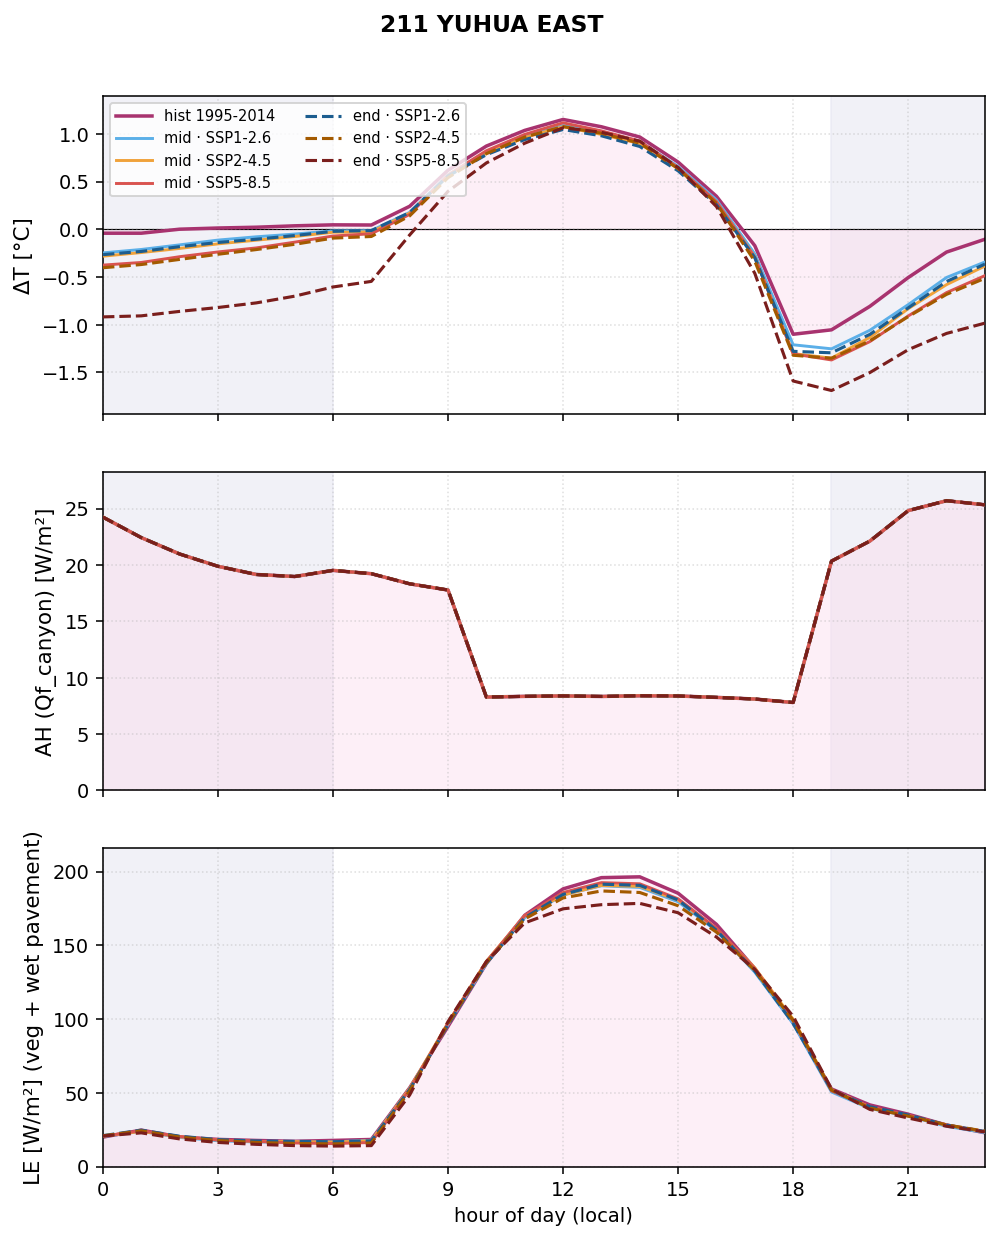 211 YUHUA EAST
ΔT [°C]
1.0
0.5
0.0
−0.5
−1.0
−1.5
hist 1995-2014
mid · SSP1-2.6
mid · SSP2-4.5
mid · SSP5-8.5
end · SSP1-2.6
end · SSP2-4.5
end · SSP5-8.5
AH (Qf_canyon) [W/m²]
25
20
15
10
5
0
LE [W/m²] (veg + wet pavement)
200
150
100
50
0
0 3 6 9 12 15 18 21
hour of day (local)